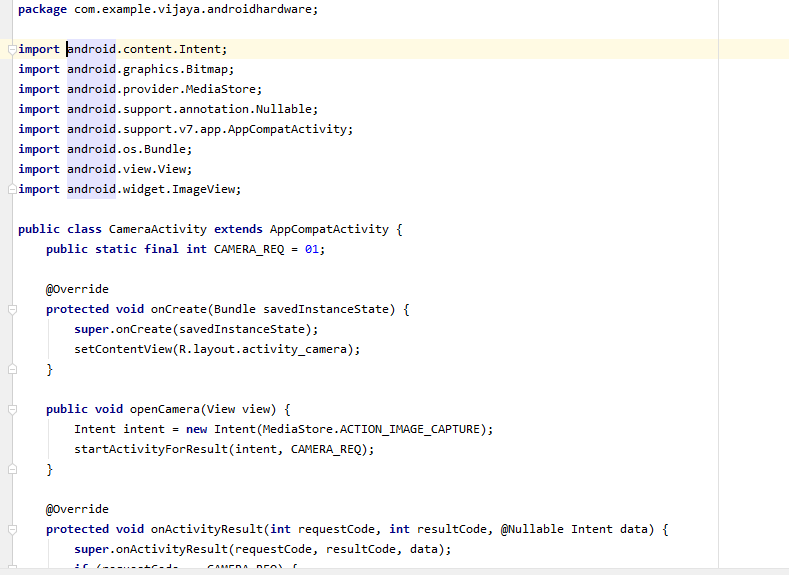 package com.example.vijaya.androidhardware;
import android.content.Intent;
import android.graphics.Bitmap;
import android.provider.MediaStore;
import android.support.annotation.Nullable;
import android.support.v7.app.AppCompatActivity;
import android.os.Bundle;
import android.view.View;
import android.widget.ImageView;
public class CameraActivity extends AppCompatActivity {
    public static final int CAMERA_REQ = 01;
    @Override
    protected void onCreate(Bundle savedInstanceState) {
        super.onCreate(savedInstanceState);
        setContentView(R.layout.activity_camera);
    }
    public void openCamera(View view) {
        Intent intent = new Intent(MediaStore.ACTION_IMAGE_CAPTURE);
        startActivityForResult(intent, CAMERA_REQ);
    }
    @Override
    protected void onActivityResult(int requestCode, int resultCode, @Nullable Intent data) {
        super.onActivityResult(requestCode, resultCode, data);
        if (requestCode CAMERA_REQ) {